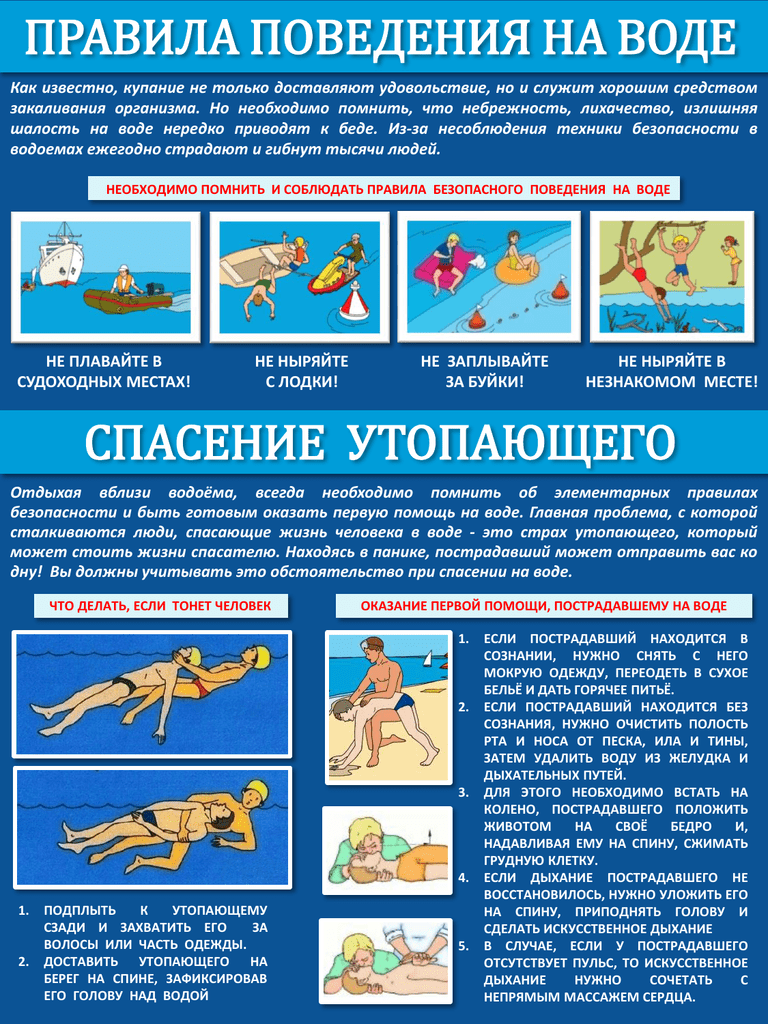 ПРАВИЛА ПОВЕДЕНИЯ НА ВОДЕ
Как известно, купание не только доставляют удовольствие, но и служит хорошим средством
закаливания организма. Но необходимо помнить, что небрежность, лихачество, излишняя
шалость на воде нередко приводят к беде. Из-за несоблюдения техники безопасности в
водоемах ежегодно страдают и гибнут тысячи людей.
НЕОБХОДИМО ПОМНИТЬ И СОБЛЮДАТЬ ПРАВИЛА БЕЗОПАСНОГО ПОВЕДЕНИЯ НА ВОДЕ
НЕ ПЛАВАЙТЕ В
СУДОХОДНЫХ МЕСТАХ!
НЕ НЫРЯЙТЕ
С ЛОДКИ!
НЕ ЗАПЛЫВАЙТЕ
ЗА БУЙКИ!
НЕ НЫРЯЙТЕ В
НЕЗНАКОМОМ МЕСТЕ!
СПАСЕНИЕ УТОПАЮЩЕГО
Отдыхая вблизи водоёма, всегда необходимо помнить об элементарных правилах
безопасности и быть готовым оказать первую помощь на воде. Главная проблема, с которой
сталкиваются люди, спасающие жизнь человека в воде - это страх утопающего, который
может стоить жизни спасателю. Находясь в панике, пострадавший может отправить вас ко
дну! Вы должны учитывать это обстоятельство при спасении на воде.
ЧТО ДЕЛАТЬ, ЕСЛИ ТОНЕТ ЧЕЛОВЕК
1. ПОДПЛЫТЬ К УТОПАЮЩЕМУ
СЗАДИ И ЗАХВАТИТЬ ЕГО ЗА
ВОЛОСЫ ИЛИ ЧАСТЬ ОДЕЖДЫ.
2. ДОСТАВИТЬ УТОПАЮЩЕГО НА
БЕРЕГ НА СПИНЕ, ЗАФИКСИРОВАВ
ЕГО ГОЛОВУ НАД ВОДОЙ
ОКАЗАНИЕ ПЕРВОЙ ПОМОЩИ, ПОСТРАДАВШЕМУ НА ВОДЕ
1. ЕСЛИ ПОСТРАДАВШИЙ НАХОДИТСЯ В
СОЗНАНИИ, НУЖНО СНЯТЬ С НЕГО
МОКРУЮ ОДЕЖДУ, ПЕРЕОДЕТЬ В СУХОЕ
БЕЛЬЁ И ДАТЬ ГОРЯЧЕЕ ПИТЬЁ.
2. ЕСЛИ ПОСТРАДАВШИЙ НАХОДИТСЯ БЕЗ
СОЗНАНИЯ, НУЖНО ОЧИСТИТЬ ПОЛОСТЬ
РТА И НОСА ОТ ПЕСКА, ИЛА И ТИНЫ,
ЗАТЕМ УДАЛИТЬ ВОДУ ИЗ ЖЕЛУДКА И
ДЫХАТЕЛЬНЫХ ПУТЕЙ.
3. ДЛЯ ЭТОГО НЕОБХОДИМО ВСТАТЬ НА
КОЛЕНО, ПОСТРАДАВШЕГО ПОЛОЖИТЬ
ЖИВОТОМ НА СВОЁ БЕДРО И,
НАДАВЛИВАЯ ЕМУ НА СПИНУ, СЖИМАТЬ
ГРУДНУЮ КЛЕТКУ.
4. ЕСЛИ ДЫХАНИЕ ПОСТРАДАВШЕГО НЕ
ВОССТАНОВИЛОСЬ, НУЖНО УЛОЖИТЬ ЕГО
НА СПИНУ, ПРИПОДНЯТЬ ГОЛОВУ И
СДЕЛАТЬ ИСКУССТВЕННОЕ ДЫХАНИЕ
5. В СЛУЧАЕ, ЕСЛИ У ПОСТРАДАВШЕГО
ОТСУТСТВУЕТ ПУЛЬС, ТО ИСКУССТВЕННОЕ
ДЫХАНИЕ НУЖНО СОЧЕТАТЬ С
НЕПРЯМЫМ МАССАЖЕМ СЕРДЦА.